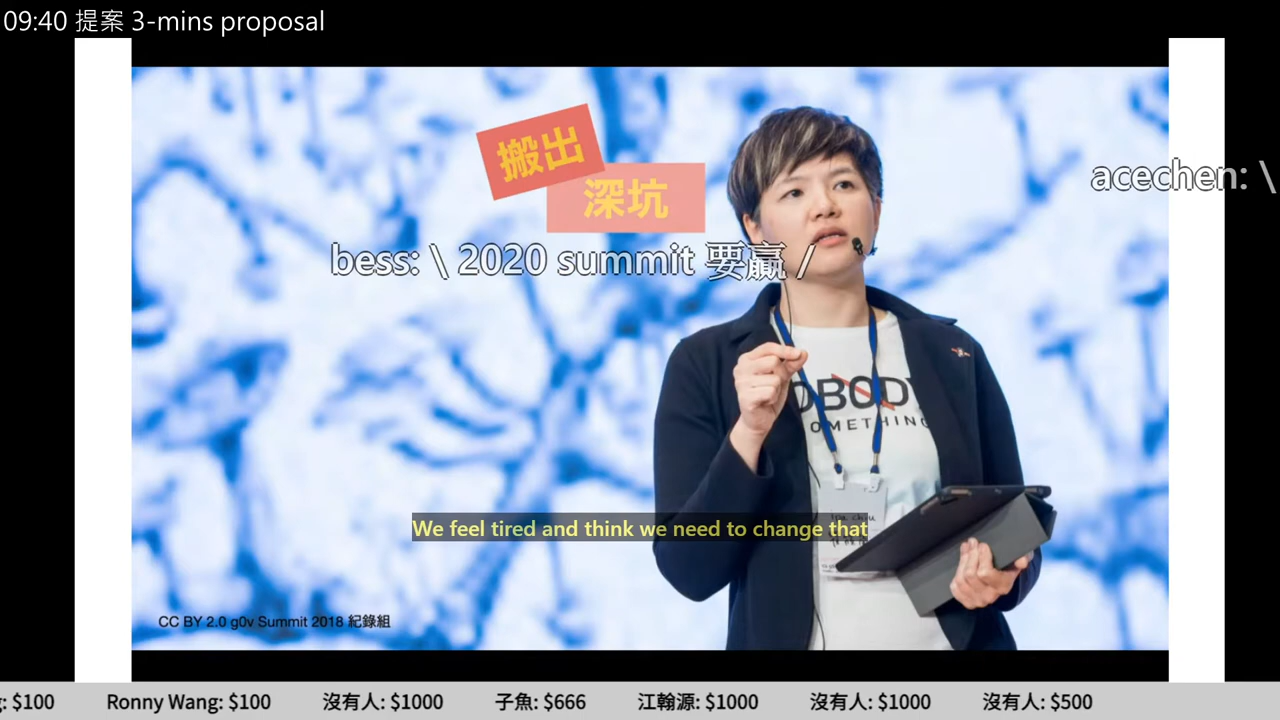 09:40 提案 3-mins proposal
搬出
深坑
acechen: \
bess: \ 2020 summit 要贏 /
OBOD
OMETHING
We feel tired and think we need to change that
CC BY 2.0 g0v Summit 2018 紀錄組
: $100 Ronny Wang: $100 沒有人: $1000 子魚: $666 江翰源: $1000 沒有人: $1000 沒有人: $500